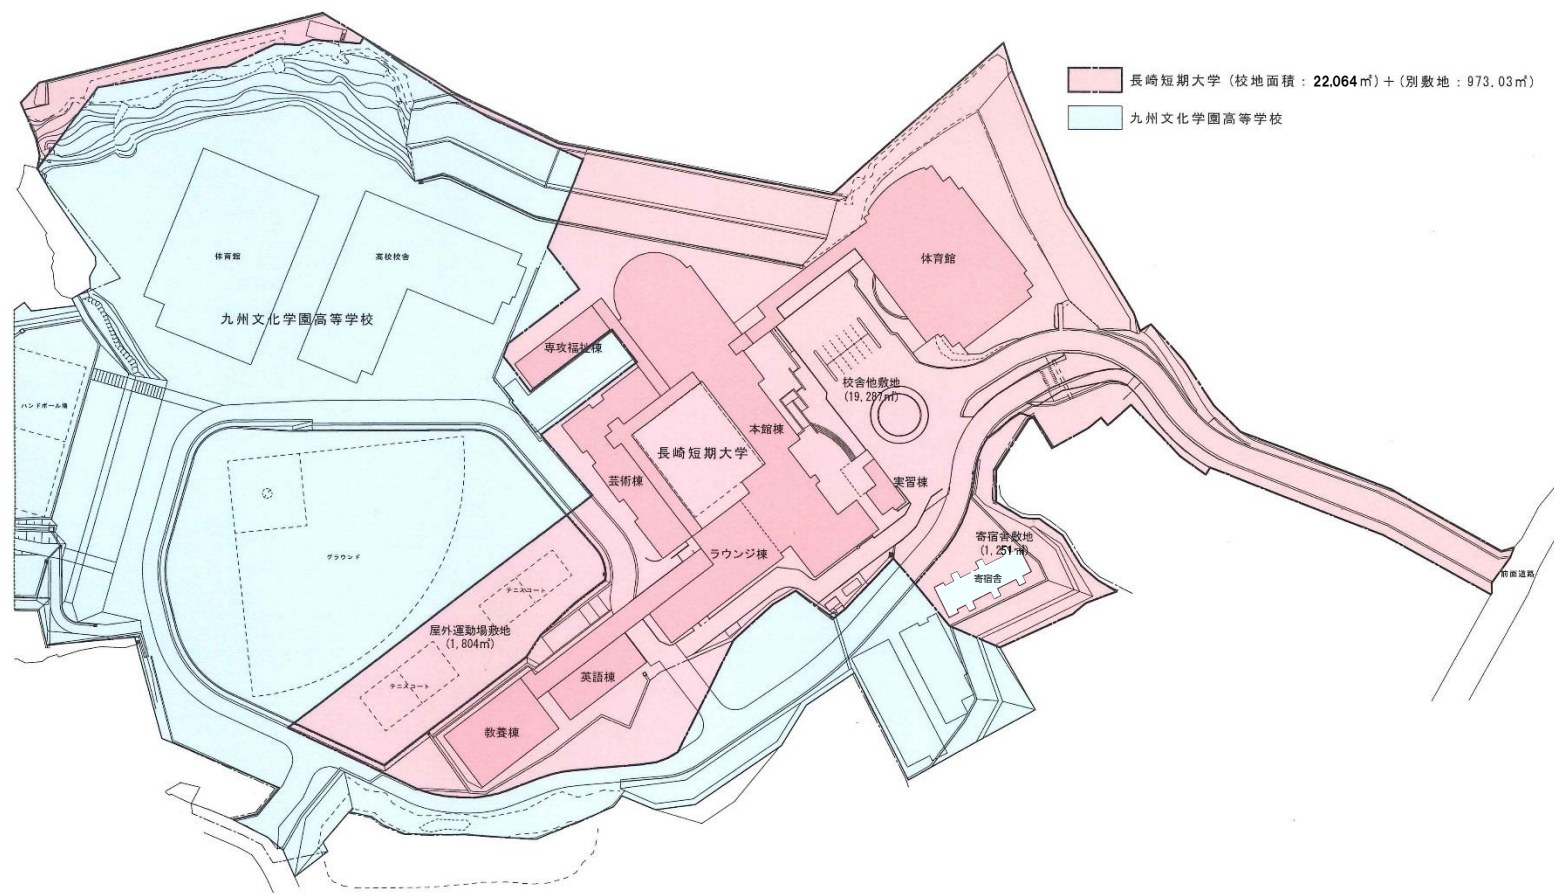 長崎短期大学 (校地面積 : 22,064㎡) + (別敷地 : 973.03㎡)
九州文化学園高等学校
体育館
高校校舎
九州文化学園高等学校
体育館
専攻福祉棟
校舎他敷地
(19,287㎡)
ハンドボール場
本館棟
長崎短期大学
芸術棟
実習棟
寄宿舎敷地
(1,251㎡)
寄宿舎
前面道路
ラウンジ棟
グラウンド
テニスコート
屋外運動場敷地
(1,804㎡)
英語棟
テニスコート
教養棟